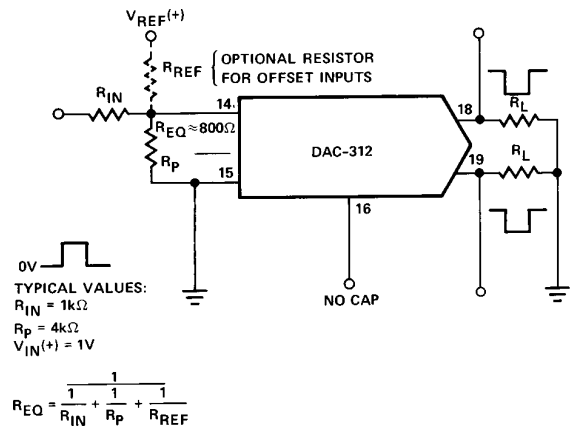 VREF(+)
RREF { OPTIONAL RESISTOR
FOR OFFSET INPUTS
RIN
14
REQ ≈ 800Ω
RP
15
DAC-312
18
RL
19
RL
16
NO CAP
0V
TYPICAL VALUES:
RIN = 1kΩ
RP = 4kΩ
VIN(+) = 1V
REQ = 1 / (1/RIN + 1/RP + 1/RREF)